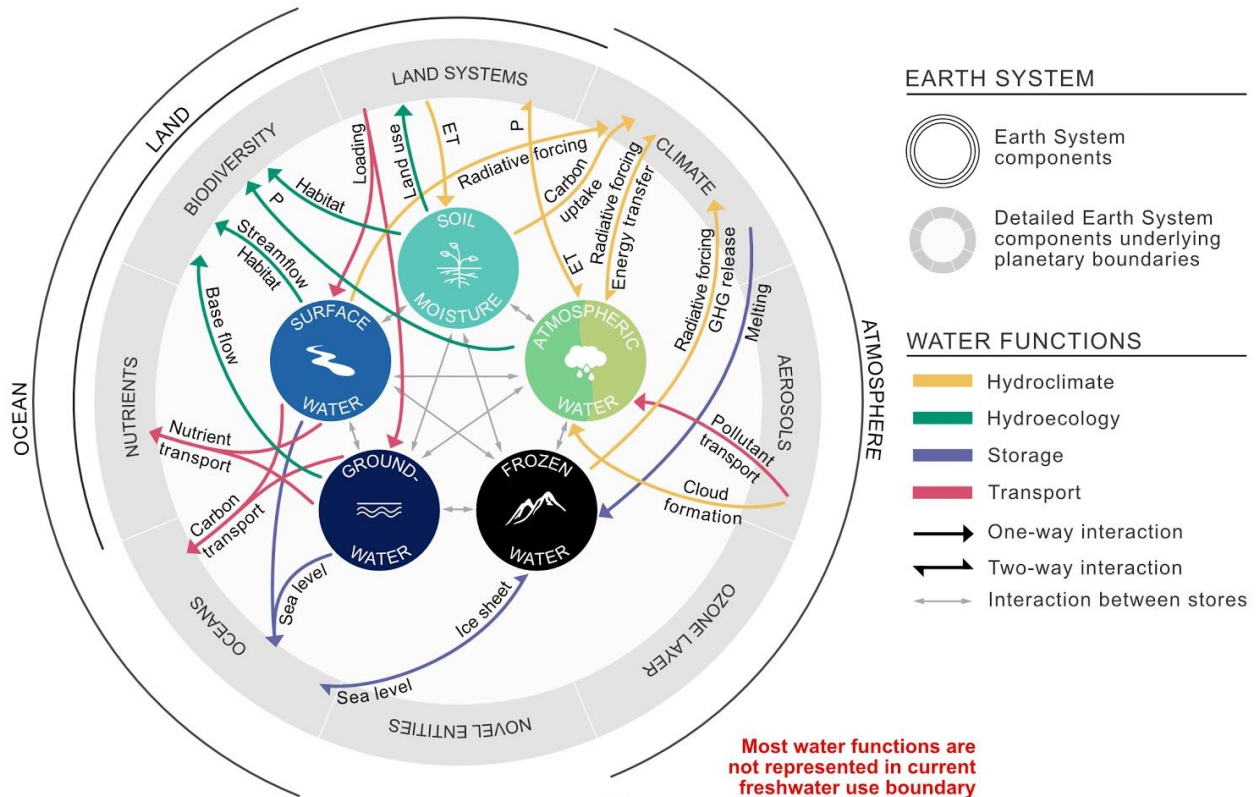 LAND
OCEAN
ATMOSPHERE
LAND SYSTEMS
BIODIVERSITY
CLIMATE
NUTRIENTS
AEROSOLS
OCEANS
OZONE LAYER
NOVEL ENTITIES
Loading
Land use
ET
P
ET
Radiative forcing
Carbon
uptake
Radiative forcing
Energy transfer
Radiative forcing
GHG release
Melting
Habitat
P
Streamflow
Habitat
Base flow
SOIL
MOISTURE
SURFACE
WATER
ATMOSPHERIC
WATER
GROUND-
WATER
FROZEN
WATER
Nutrient
transport
Carbon
transport
Pollutant
transport
Cloud
formation
Sea level
Ice sheet
Sea level
EARTH SYSTEM
Earth System
components
Detailed Earth System
components underlying
planetary boundaries
WATER FUNCTIONS
Hydroclimate
Hydroecology
Storage
Transport
One-way interaction
Two-way interaction
Interaction between stores
Most water functions are
not represented in current
freshwater use boundary